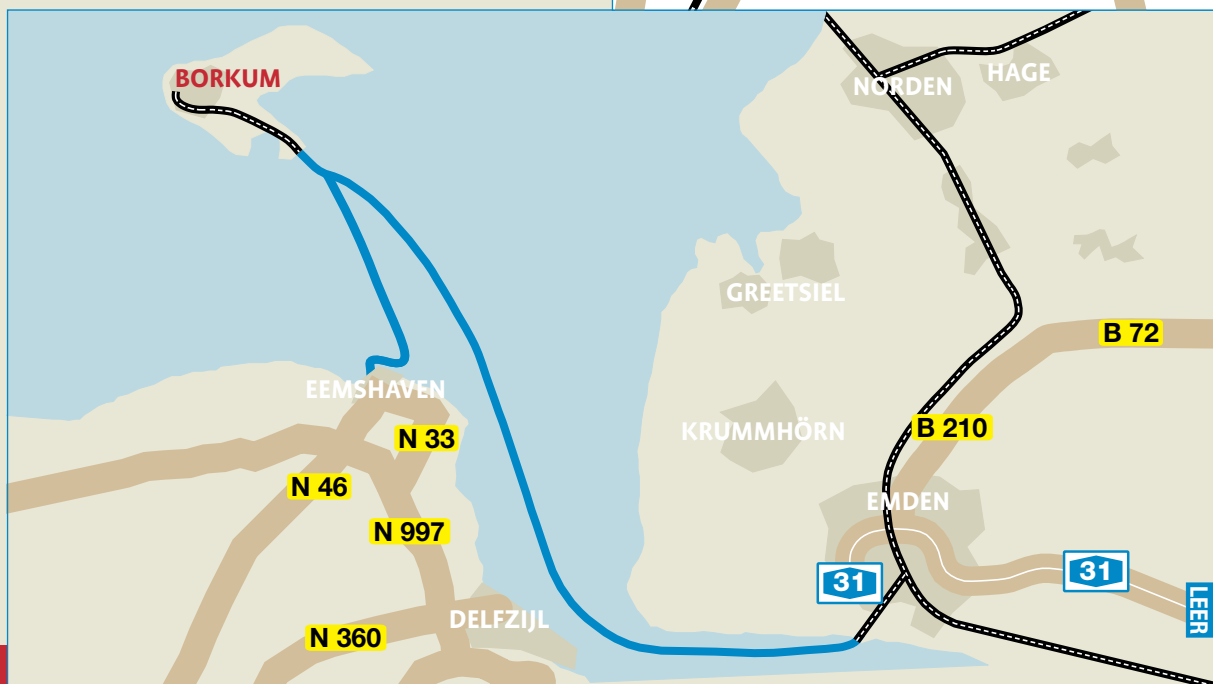 BORKUM
HAGE
NORDEN
GREETSIEL
B 72
EEMSHAVEN
KRUMMHÖRN
B 210
N 33
N 46
EMDEN
N 997
31
31
LEER
DELFZIJL
N 360